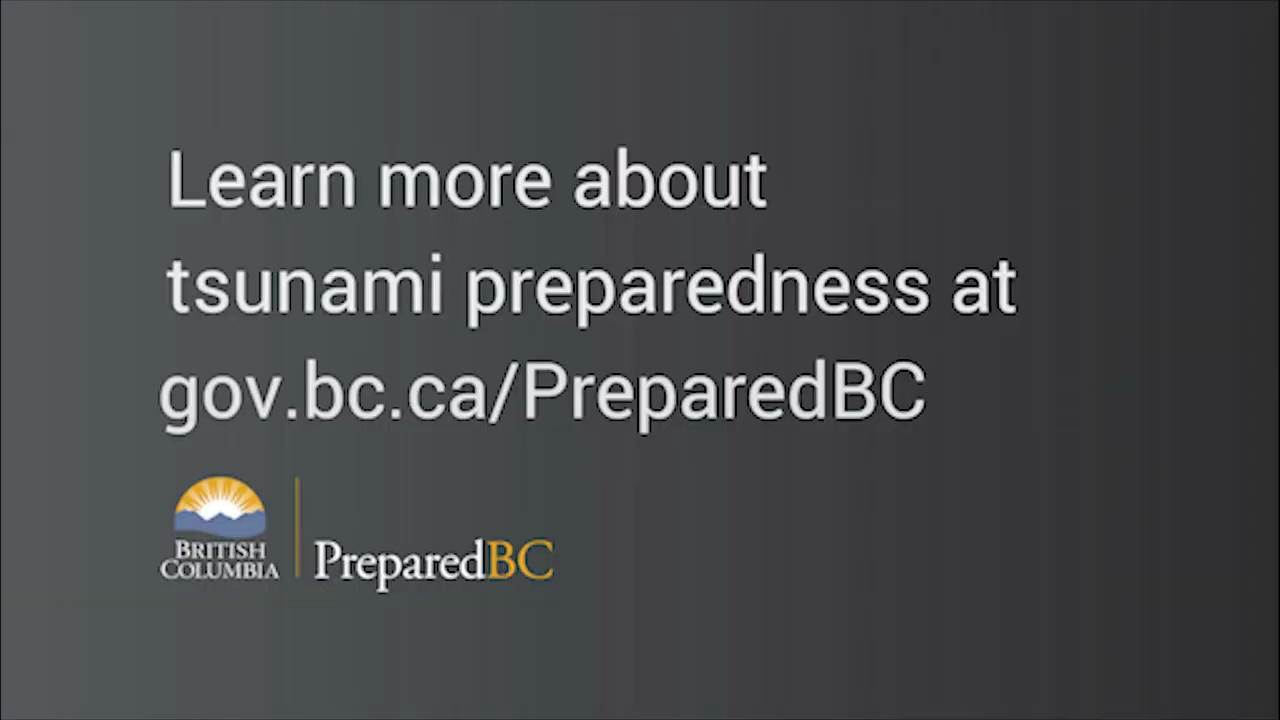 Learn more about
tsunami preparedness at
gov.bc.ca/PreparedBC
BRITISH
COLUMBIA
PreparedBC